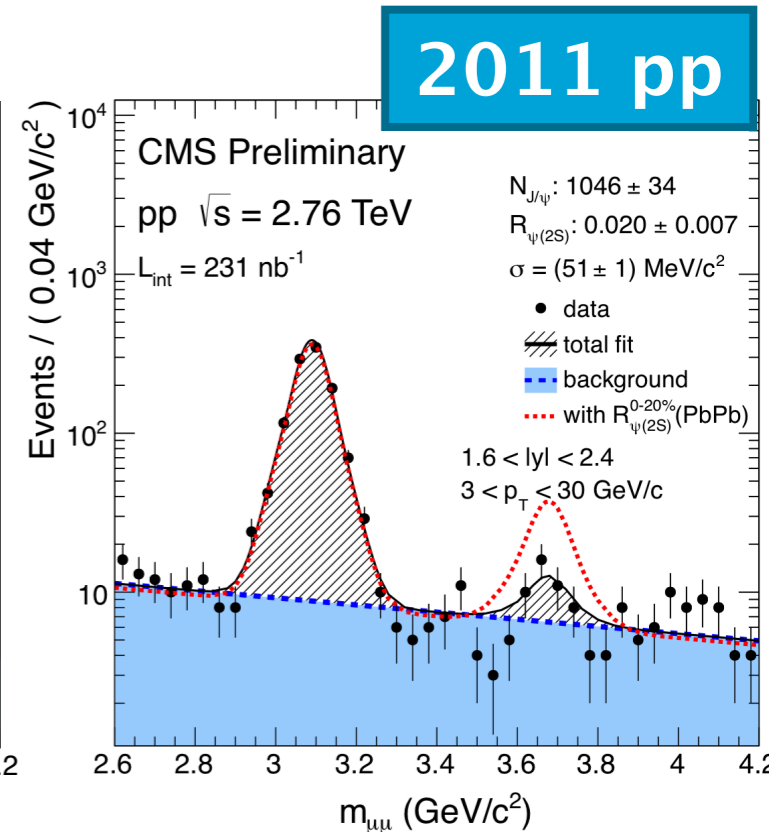 2011 pp
CMS Preliminary
pp √s = 2.76 TeV
L_int = 231 nb⁻¹
N_J/ψ: 1046 ± 34
R_ψ(2S): 0.020 ± 0.007
σ = (51 ± 1) MeV/c²
data
total fit
background
with R_ψ(2S)^0-20%(PbPb)
1.6 < |y| < 2.4
3 < p_T < 30 GeV/c
Events / ( 0.04 GeV/c² )
10⁴
10³
10²
10
2
2.6 2.8 3 3.2 3.4 3.6 3.8 4 4.2
m_μμ (GeV/c²)